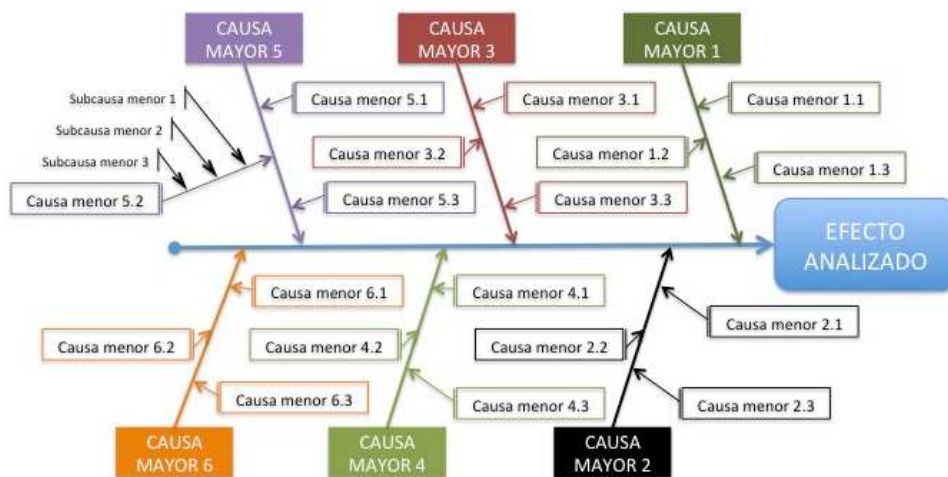 CAUSA
MAYOR 5
CAUSA
MAYOR 3
CAUSA
MAYOR 1
Subcausa menor 1
Subcausa menor 2
Subcausa menor 3
Causa menor 5.1
Causa menor 5.2
Causa menor 5.3
Causa menor 3.1
Causa menor 3.2
Causa menor 3.3
Causa menor 1.1
Causa menor 1.2
Causa menor 1.3
EFECTO
ANALIZADO
Causa menor 6.1
Causa menor 6.2
Causa menor 6.3
Causa menor 4.1
Causa menor 4.2
Causa menor 4.3
Causa menor 2.1
Causa menor 2.2
Causa menor 2.3
CAUSA
MAYOR 6
CAUSA
MAYOR 4
CAUSA
MAYOR 2